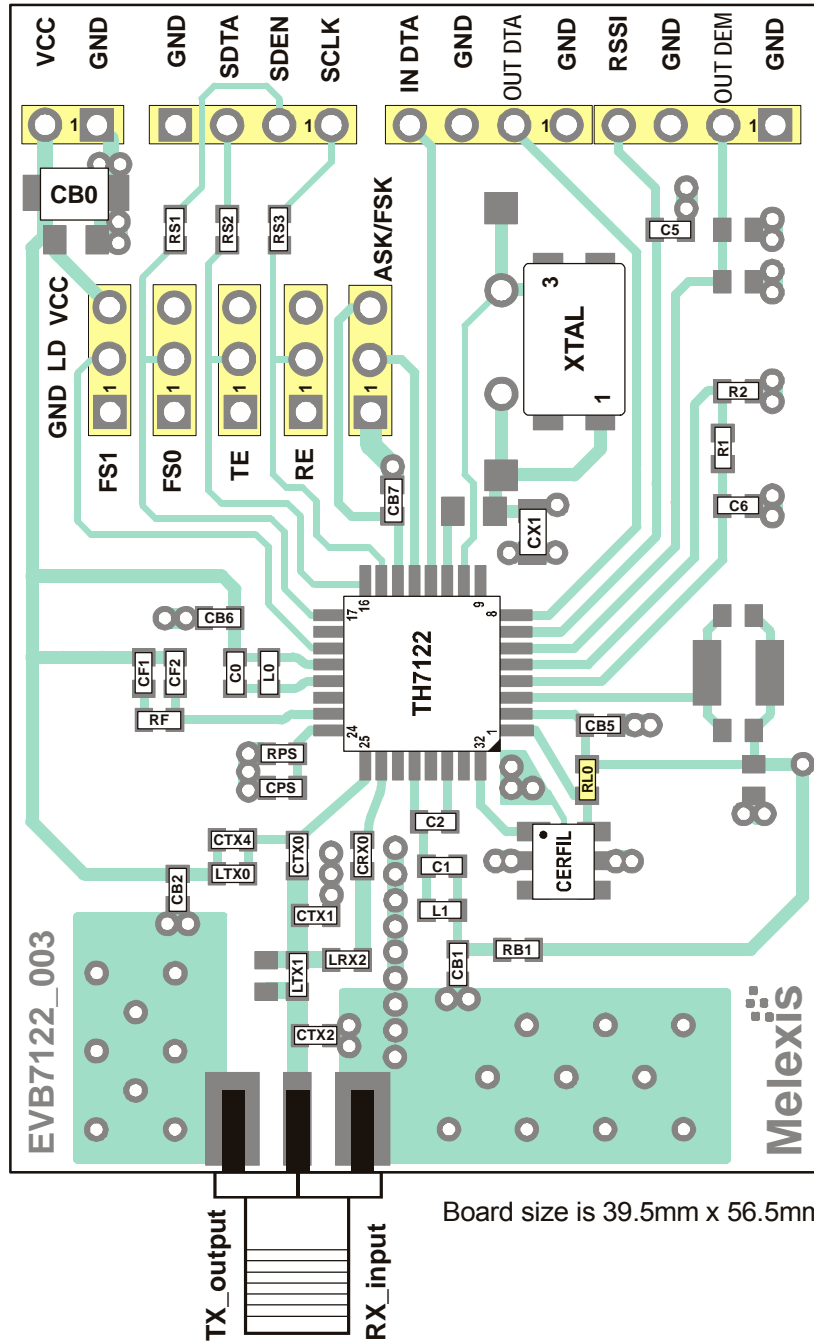 VCC
GND
GND
SDTA
SDEN
SCLK
IN DTA
GND
OUT DTA
GND
RSSI
GND
OUT DEM
GND
1
1
1
1
CB0
RS1
RS2
RS3
ASK/FSK
C5
GND LD VCC
1
1
1
1
1
FS1
FS0
TE
RE
3
XTAL
1
R2
R1
C6
CB7
CX1
16
9
17
8
TH7122
24
25
32
1
CB6
CF1
CF2
C0
L0
RF
RPS
CPS
CB5
RL0
C2
CERFIL
CTX4
CTX0
CRX0
C1
LTX0
CB2
CTX1
L1
LTX1
LRX2
CB1
RB1
CTX2
EVB7122_003
Melexis
TX_output
RX_input
Board size is 39.5mm x 56.5mm